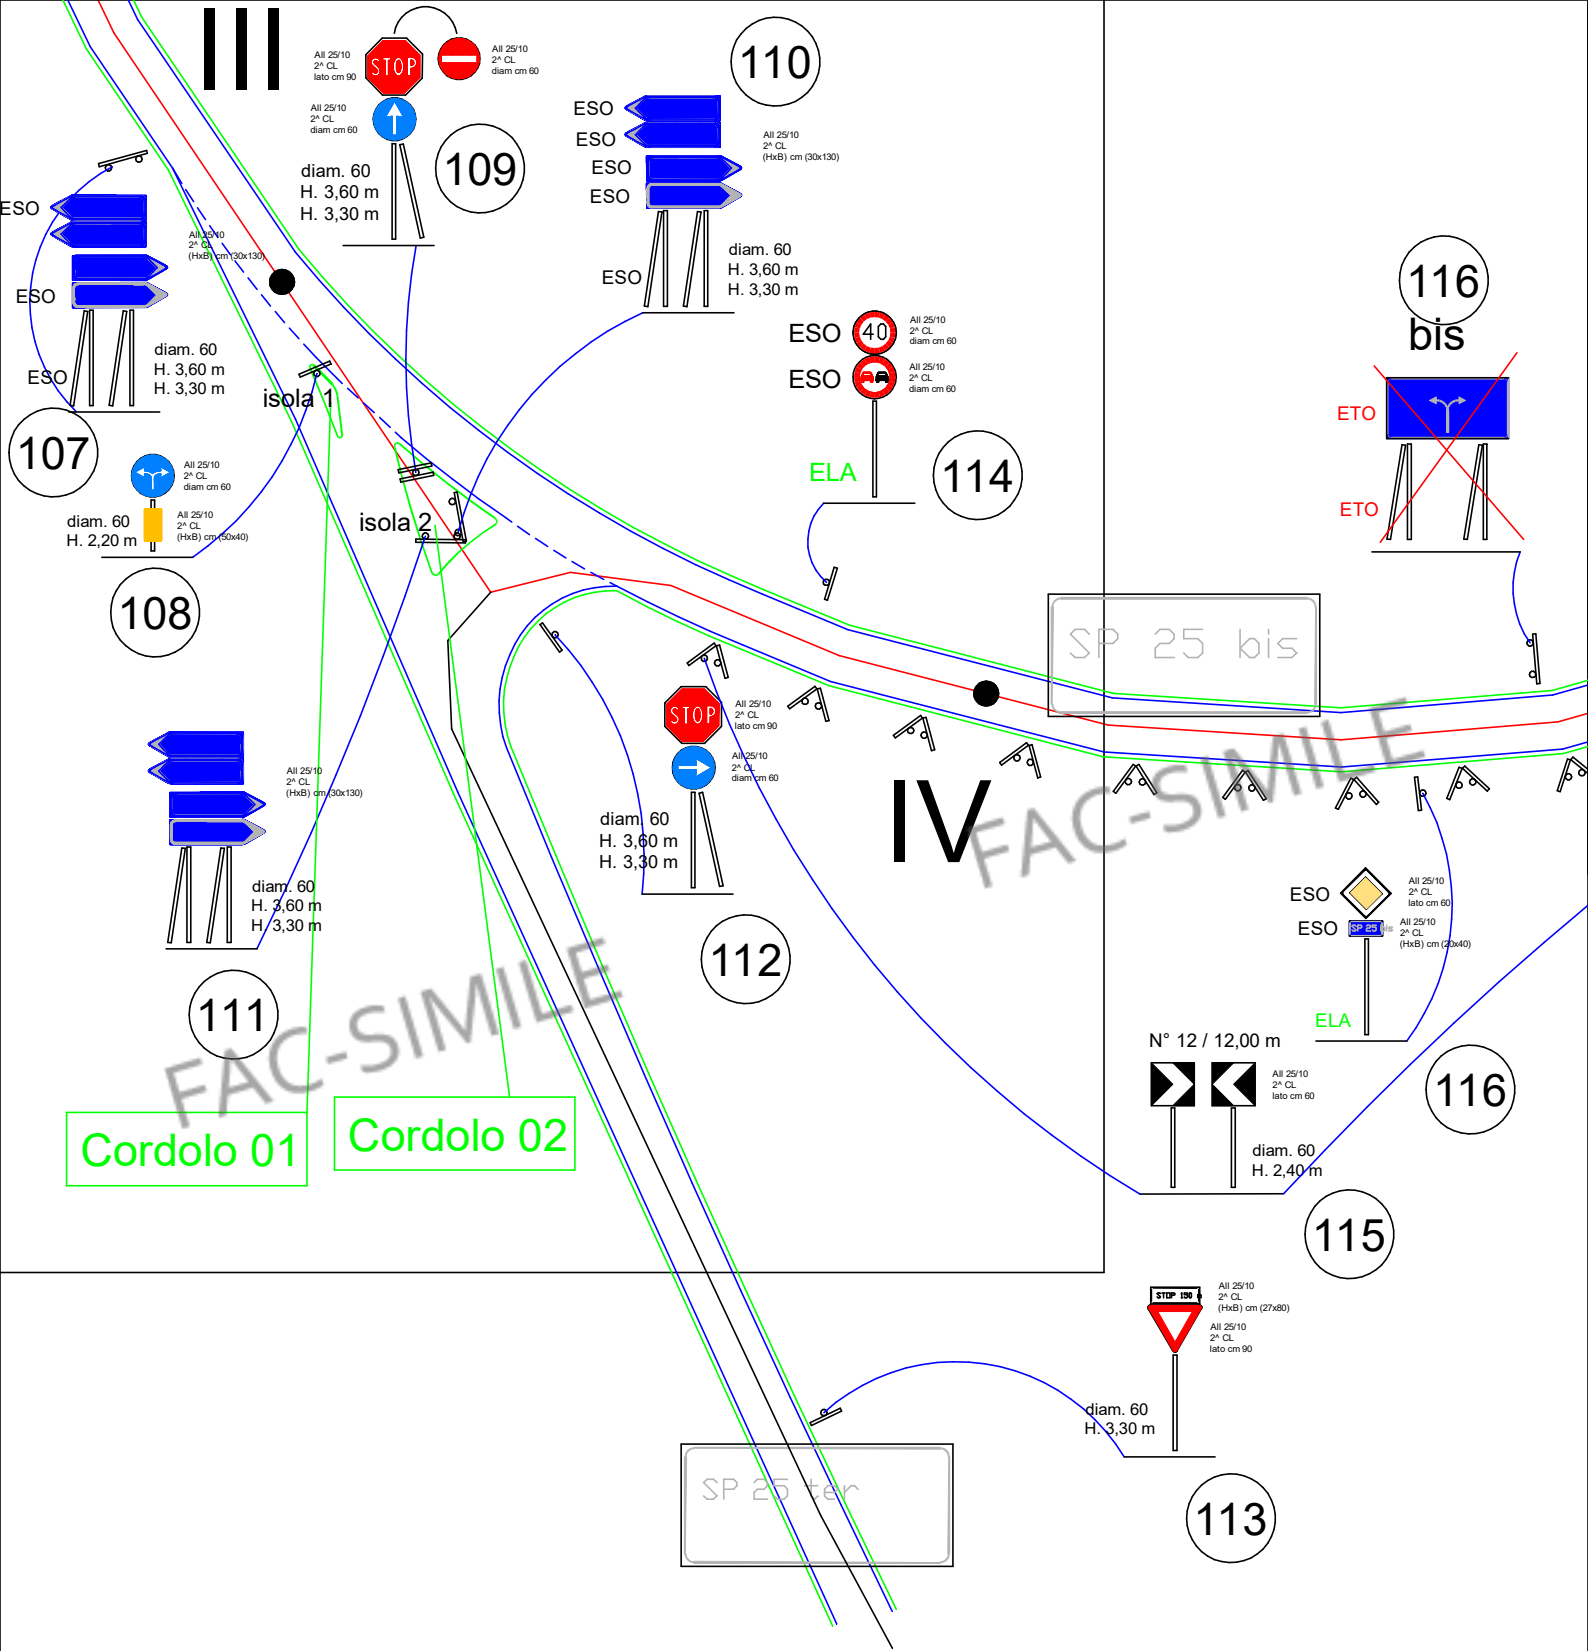 III
All 25/10
2^ CL
lato cm 90
STOP
All 25/10
2^ CL
diam cm 60
All 25/10
2^ CL
diam cm 60
109
diam. 60
H. 3,60 m
H. 3,30 m
110
ESO
ESO
ESO
ESO
All 25/10
2^ CL
(HxB) cm (30x130)
ESO
diam. 60
H. 3,60 m
H. 3,30 m
ESO
All 25/10
2^ CL
(HxB) cm (30x130)
ESO
ESO
diam. 60
H. 3,60 m
H. 3,30 m
107
isola 1
All 25/10
2^ CL
diam cm 60
diam. 60
H. 2,20 m
All 25/10
2^ CL
(HxB) cm (50x40)
108
isola 2
ESO
40
All 25/10
2^ CL
diam cm 60
ESO
All 25/10
2^ CL
diam cm 60
ELA
114
116
bis
ETO
ETO
SP 25 bis
All 25/10
2^ CL
(HxB) cm (30x130)
diam. 60
H. 3,60 m
H. 3,30 m
111
STOP
All 25/10
2^ CL
lato cm 90
All 25/10
2^ CL
diam cm 60
diam. 60
H. 3,60 m
H. 3,30 m
112
IV
FAC-SIMILE
FAC-SIMILE
ESO
All 25/10
2^ CL
lato cm 60
ESO
SP 25 bis
All 25/10
2^ CL
(HxB) cm (20x40)
ELA
116
N° 12 / 12,00 m
All 25/10
2^ CL
lato cm 60
diam. 60
H. 2,40 m
115
Cordolo 01
Cordolo 02
STOP 150 m
All 25/10
2^ CL
(HxB) cm (27x80)
All 25/10
2^ CL
lato cm 90
diam. 60
H. 3,30 m
113
SP 25 ter